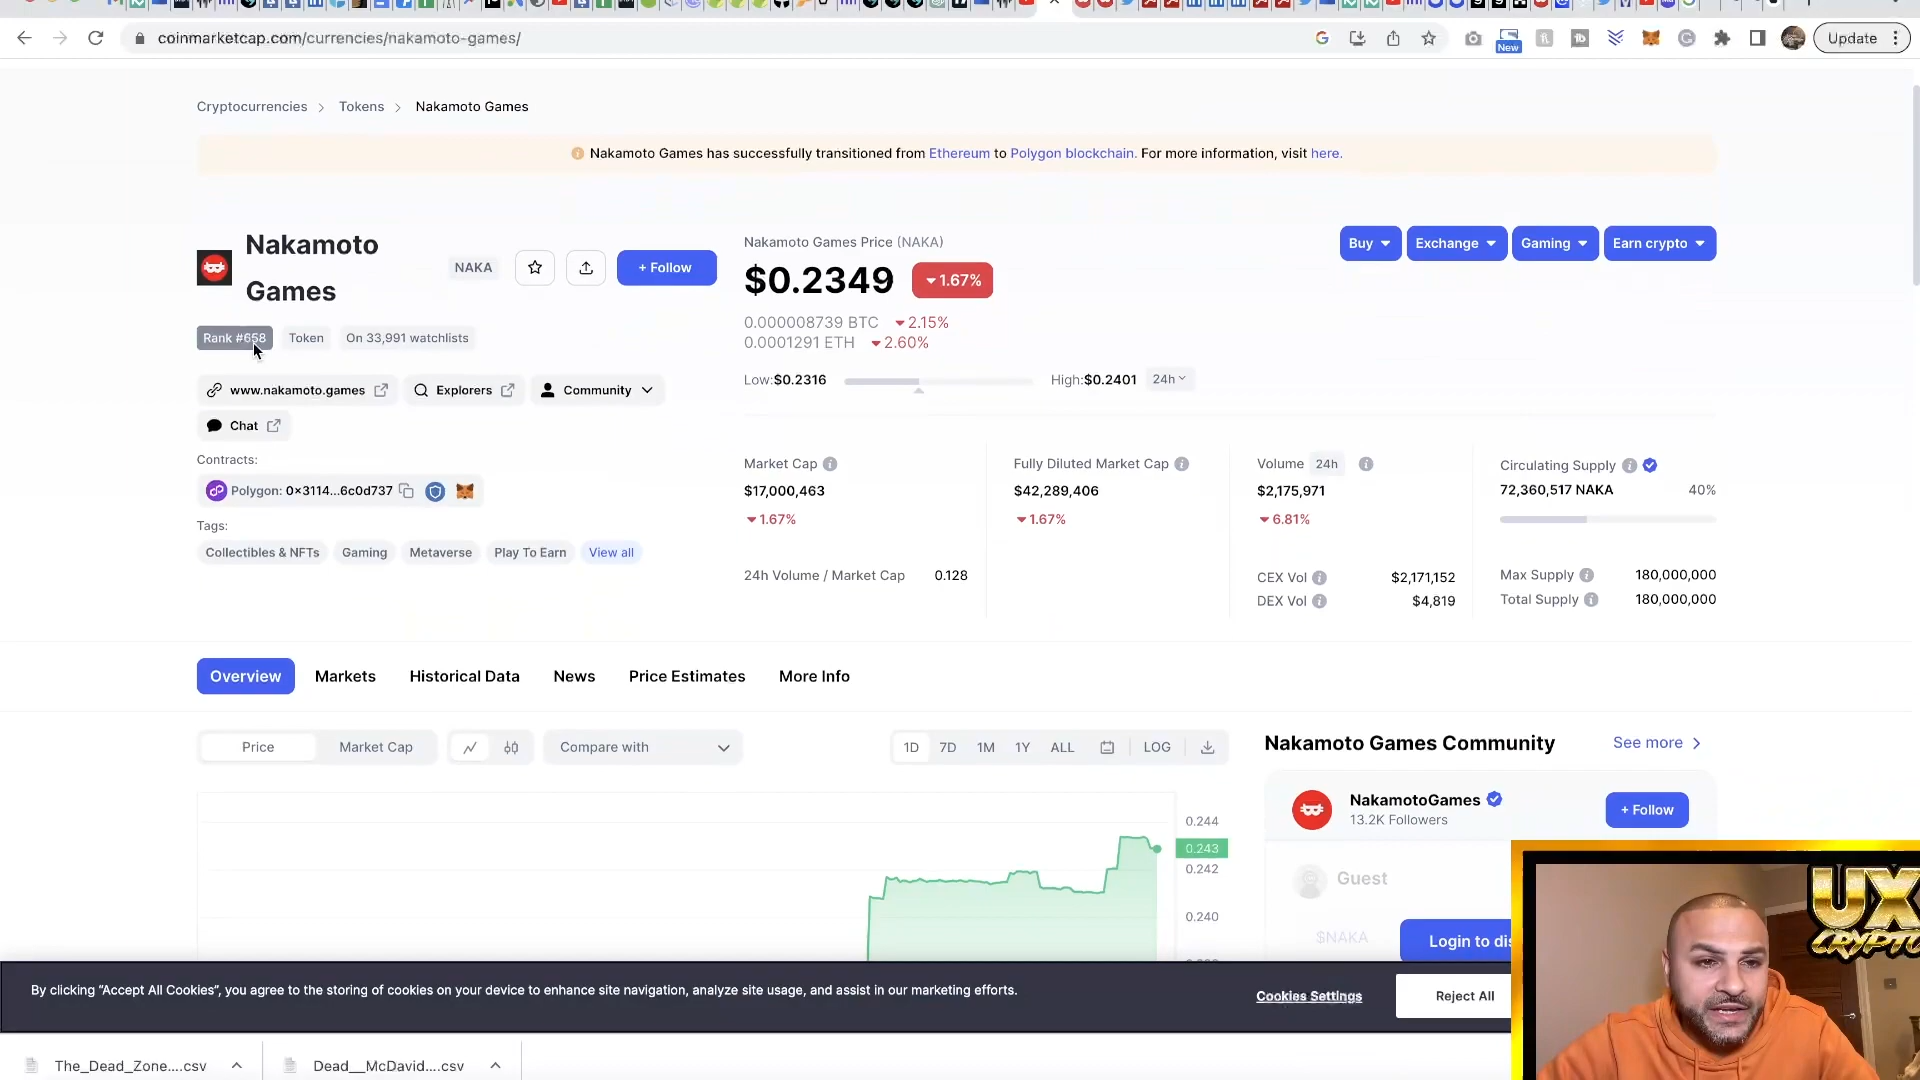 coinmarketcap.com/currencies/nakamoto-games/
New
Update
Cryptocurrencies > Tokens > Nakamoto Games
Nakamoto Games has successfully transitioned from Ethereum to Polygon blockchain. For more information, visit here.
Nakamoto Games
NAKA
+ Follow
Rank #658
Token
On 33,991 watchlists
www.nakamoto.games
Explorers
Community
Chat
Contracts:
Polygon: 0x3114...6c0d737
Tags:
Collectibles & NFTs
Gaming
Metaverse
Play To Earn
View all
Nakamoto Games Price (NAKA)
$0.2349
1.67%
0.000008739 BTC 2.15%
0.0001291 ETH 2.60%
Low:$0.2316
High:$0.2401
24h
Buy
Exchange
Gaming
Earn crypto
Market Cap
$17,000,463
1.67%
24h Volume / Market Cap 0.128
Fully Diluted Market Cap
$42,289,406
1.67%
Volume 24h
$2,175,971
6.81%
CEX Vol $2,171,152
DEX Vol $4,819
Circulating Supply
72,360,517 NAKA 40%
Max Supply 180,000,000
Total Supply 180,000,000
Overview
Markets
Historical Data
News
Price Estimates
More Info
Price
Market Cap
Compare with
1D 7D 1M 1Y ALL
LOG
0.244
0.243
0.242
0.240
Nakamoto Games Community
See more
NakamotoGames
13.2K Followers
+ Follow
Guest
$NAKA
Login to
By clicking “Accept All Cookies”, you agree to the storing of cookies on your device to enhance site navigation, analyze site usage, and assist in our marketing efforts.
Cookies Settings
Reject All
UX
CRYPTO
The_Dead_Zone....csv
Dead__McDavid....csv